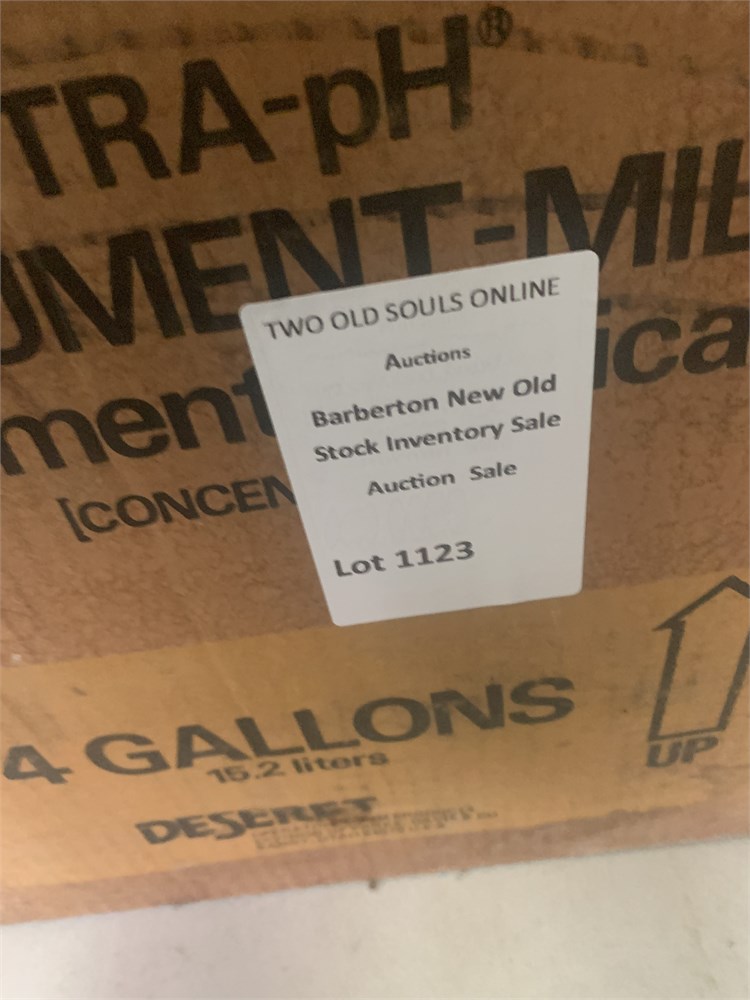 TRA-pH®
UMENT-MIL
ment
ica
[CONCEN
TWO OLD SOULS ONLINE
Auctions
Barberton New Old
Stock Inventory Sale
Auction Sale
Lot 1123
4 GALLONS
15.2 liters
UP
DESERET